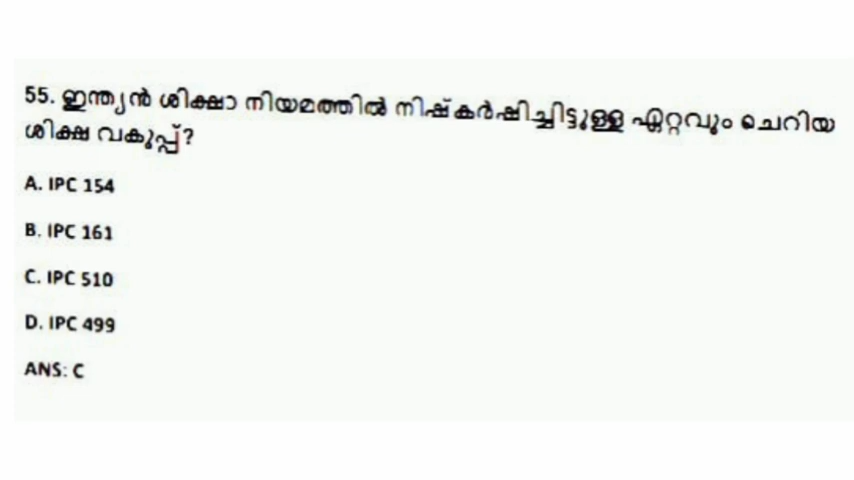 55. ഇന്ത്യൻ ശിക്ഷാ നിയമത്തിൽ നിഷ്കർഷിച്ചിട്ടുള്ള ഏറ്റവും ചെറിയ
ശിക്ഷ വകുപ്പ്?
A. IPC 154
B. IPC 161
C. IPC 510
D. IPC 499
ANS: C